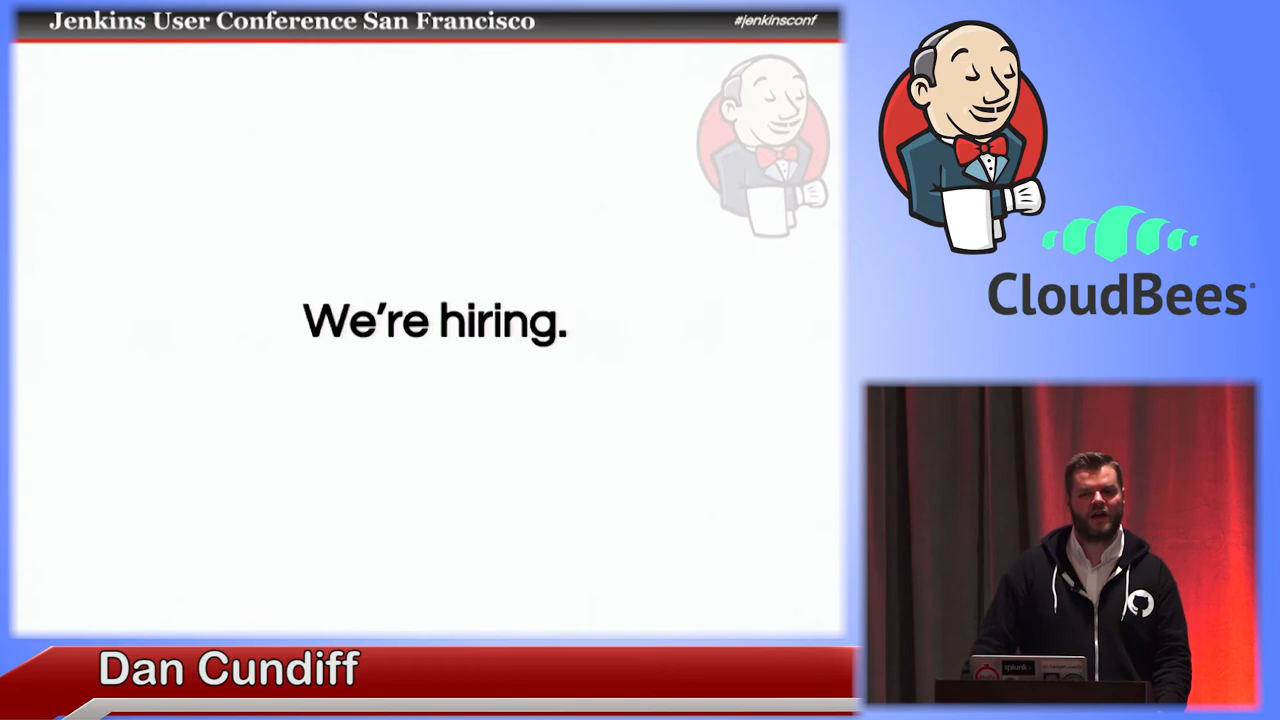 Jenkins User Conference San Francisco
#jenkinsconf
We're hiring.
CloudBees
splunk>
Dan Cundiff